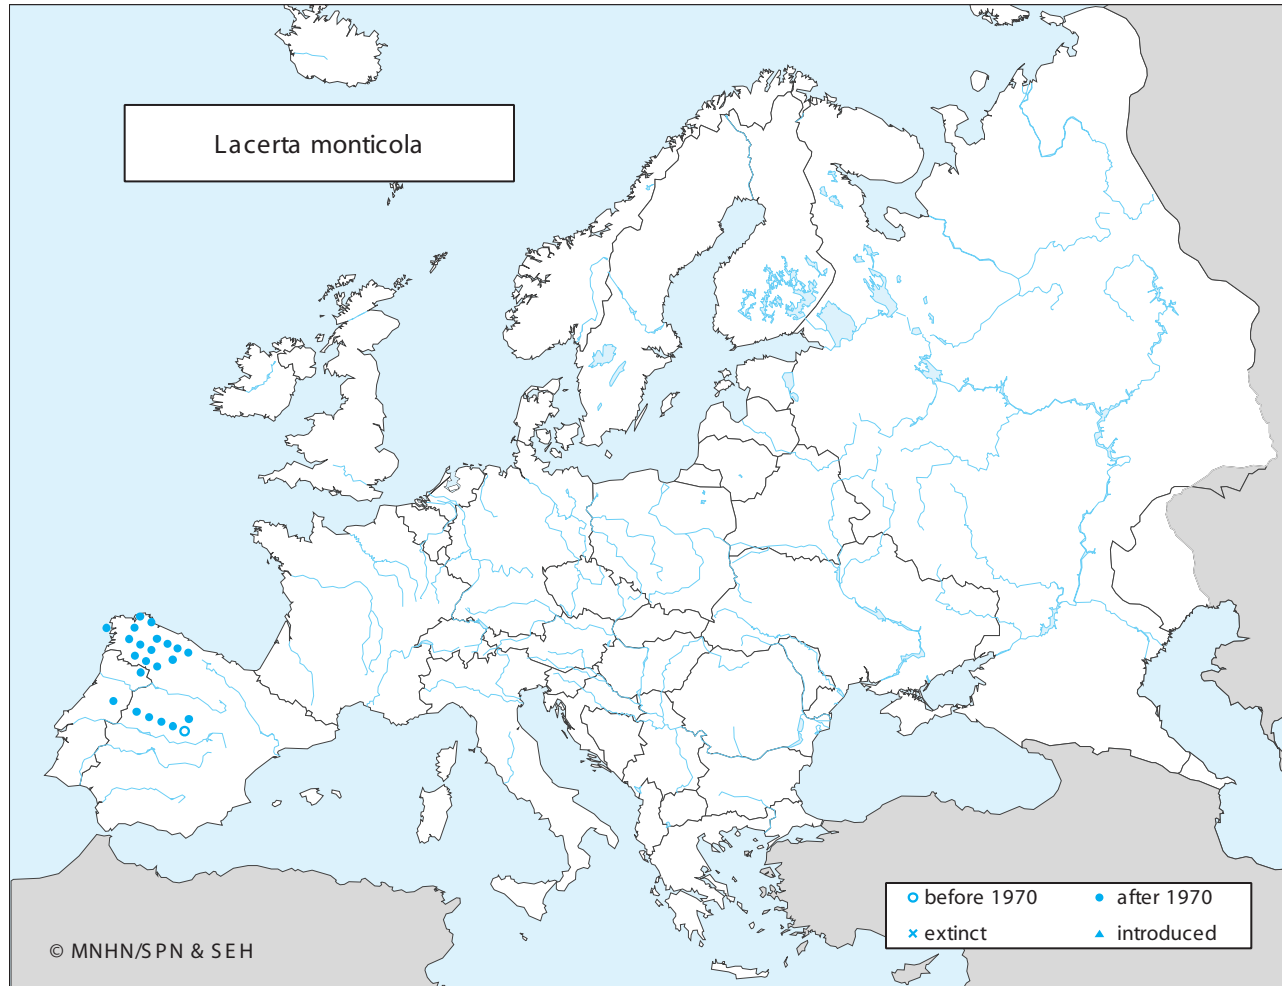 Lacerta monticola
before 1970
after 1970
extinct
introduced
© MNHN/SPN & SEH